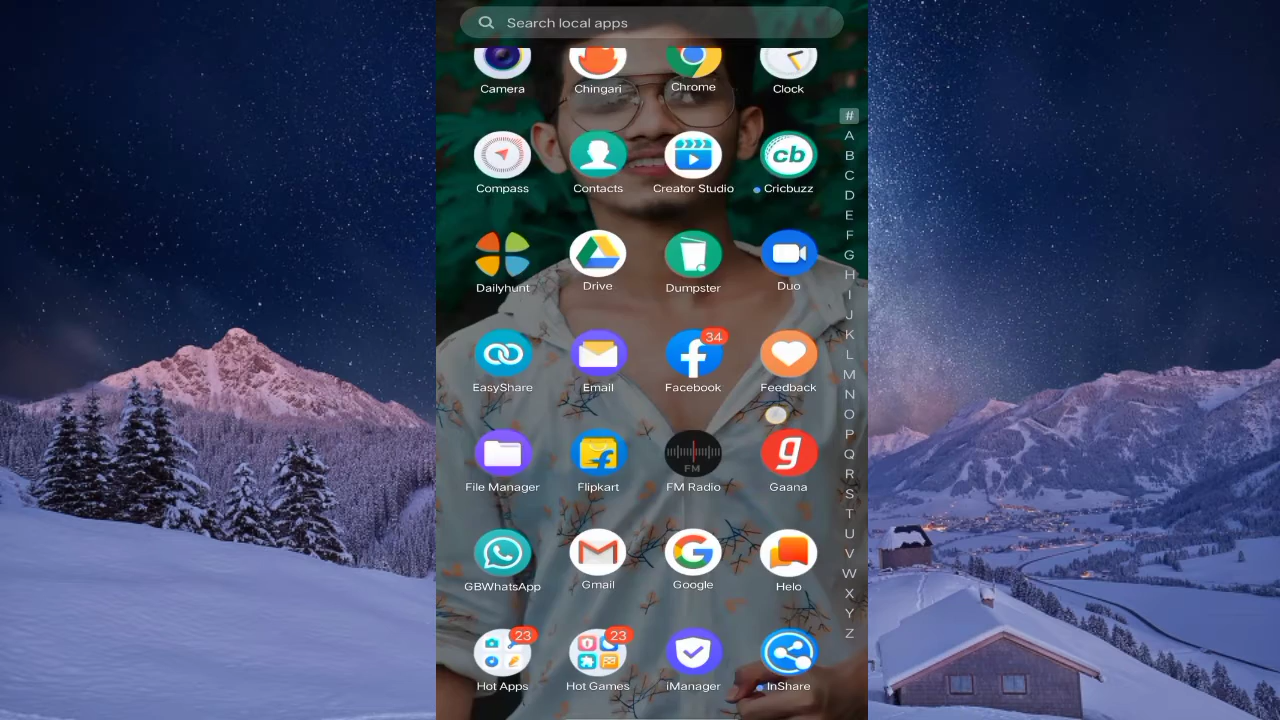 Search local apps
Camera
Chingari
Chrome
Clock
#
A
B
C
D
E
F
G
H
I
J
K
L
M
N
O
P
Q
R
S
T
U
V
W
X
Y
Z
Compass
Contacts
Creator Studio
cb
Cricbuzz
Dailyhunt
Drive
Dumpster
Duo
34
EasyShare
Email
Facebook
Feedback
FM
g
File Manager
Flipkart
FM Radio
Gaana
GBWhatsApp
Gmail
Google
Helo
23
23
Hot Apps
Hot Games
iManager
InShare